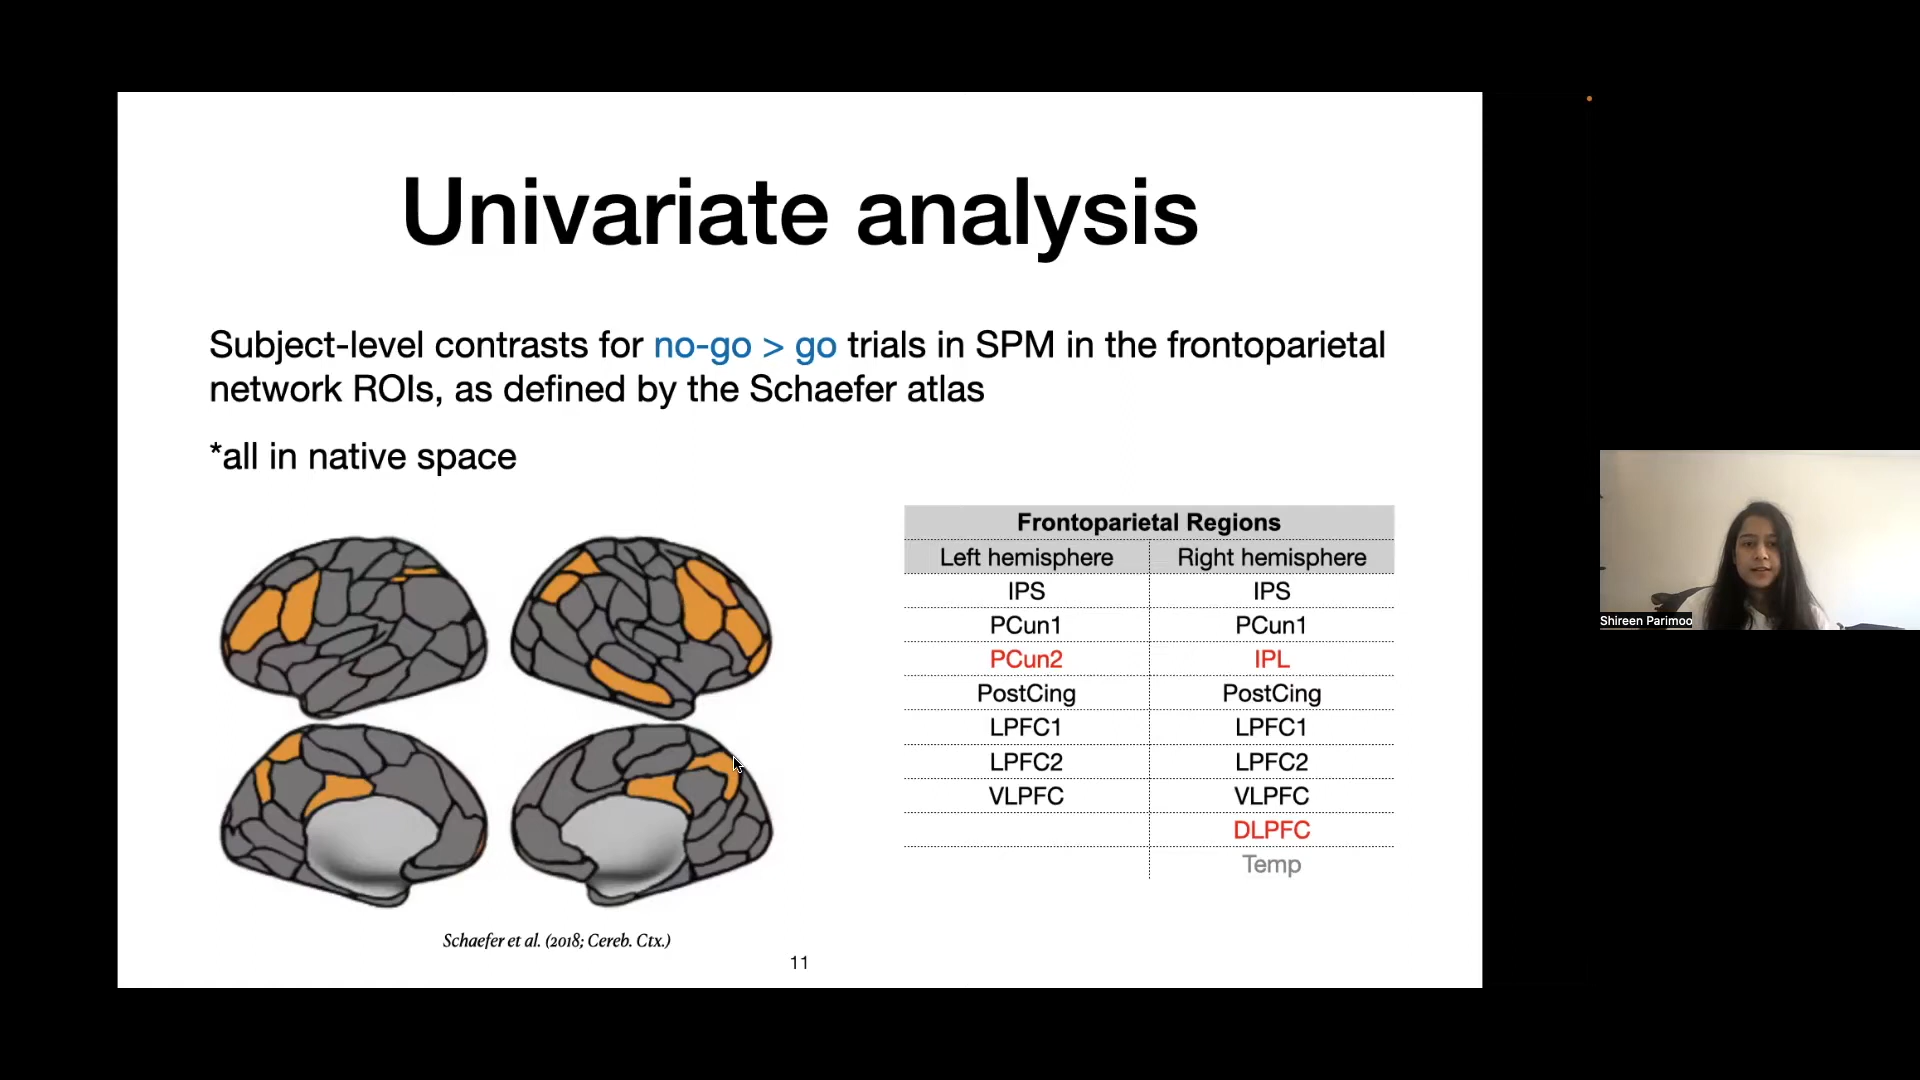 Univariate analysis
Subject-level contrasts for no-go > go trials in SPM in the frontoparietal
network ROIs, as defined by the Schaefer atlas
*all in native space
Frontoparietal Regions
Left hemisphere Right hemisphere
IPS IPS
PCun1 PCun1
PCun2 IPL
PostCing PostCing
LPFC1 LPFC1
LPFC2 LPFC2
VLPFC VLPFC
DLPFC
Temp
Schaefer et al. (2018; Cereb. Ctx.)
11
Shireen Parimoo